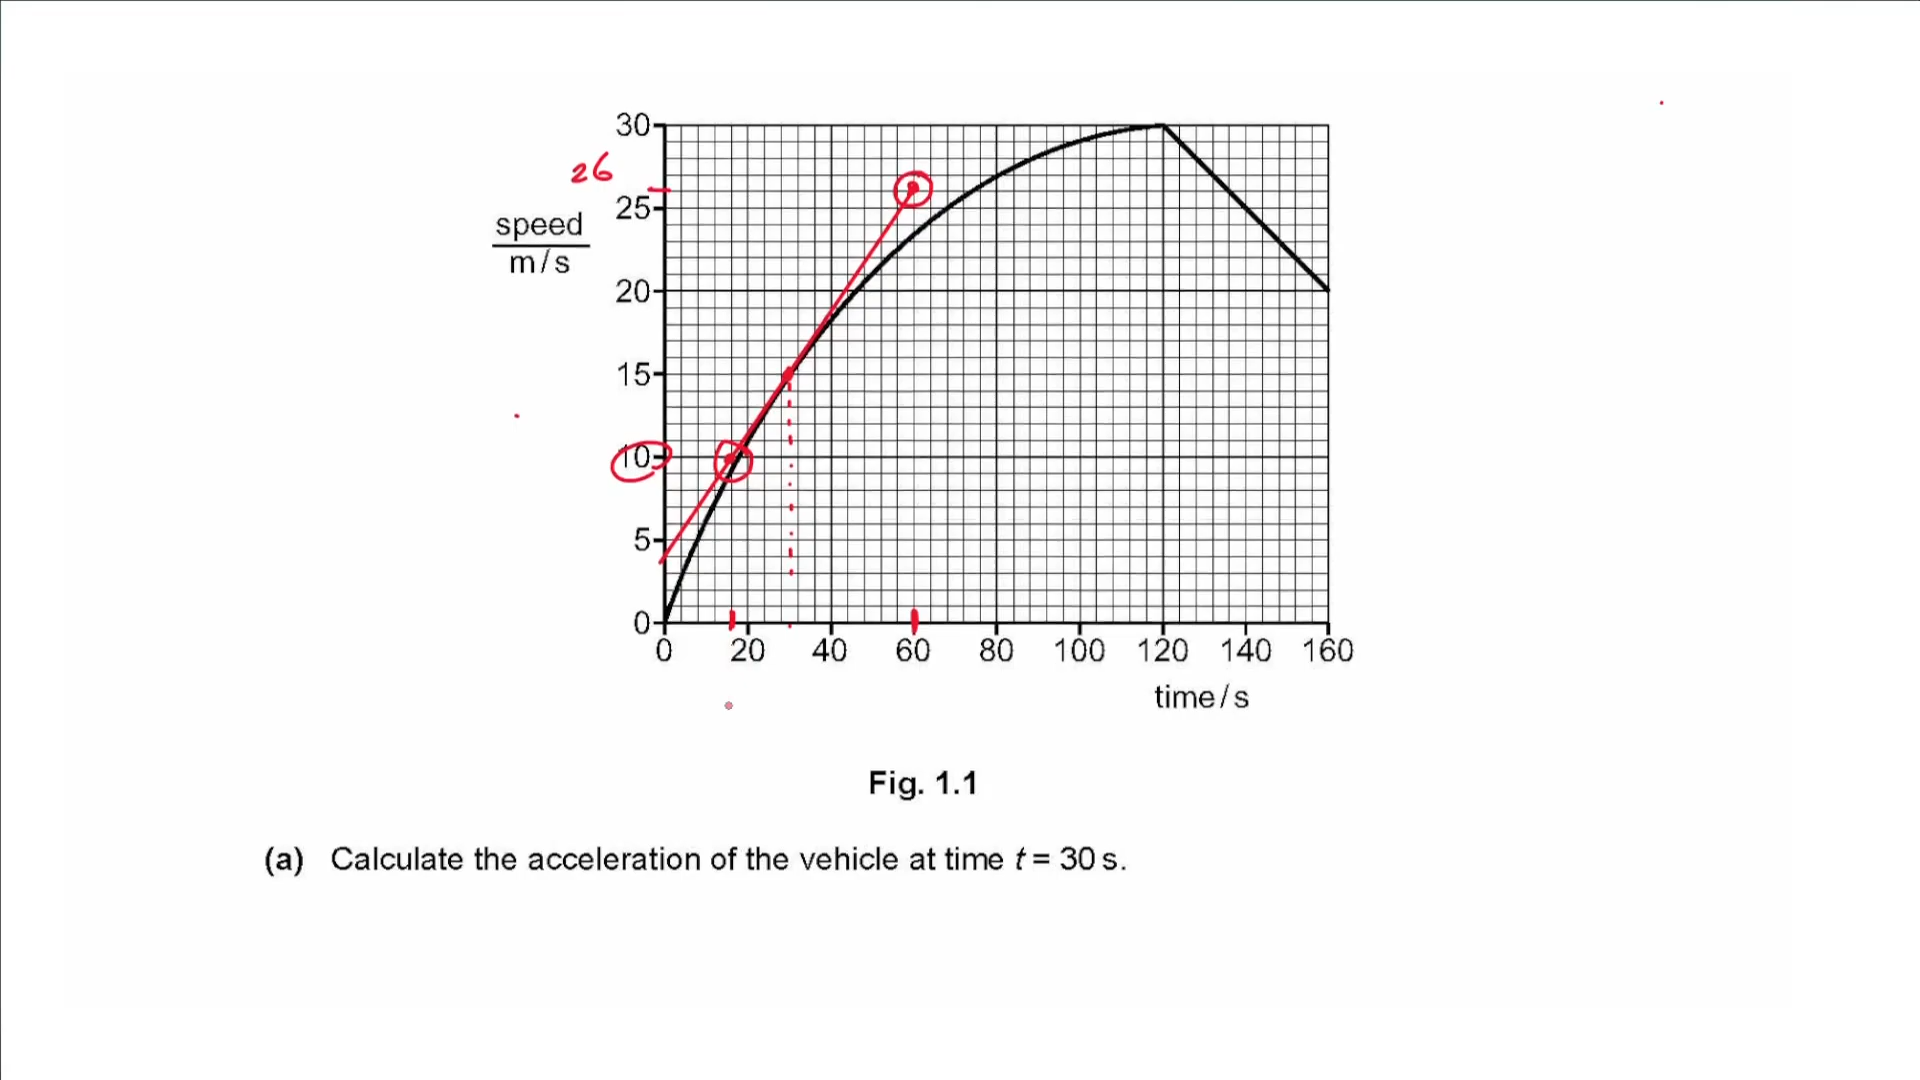 30
26
25
speed
m/s
20
15
10
5
0
0 20 40 60 80 100 120 140 160
time/s
Fig. 1.1
(a) Calculate the acceleration of the vehicle at time t = 30 s.